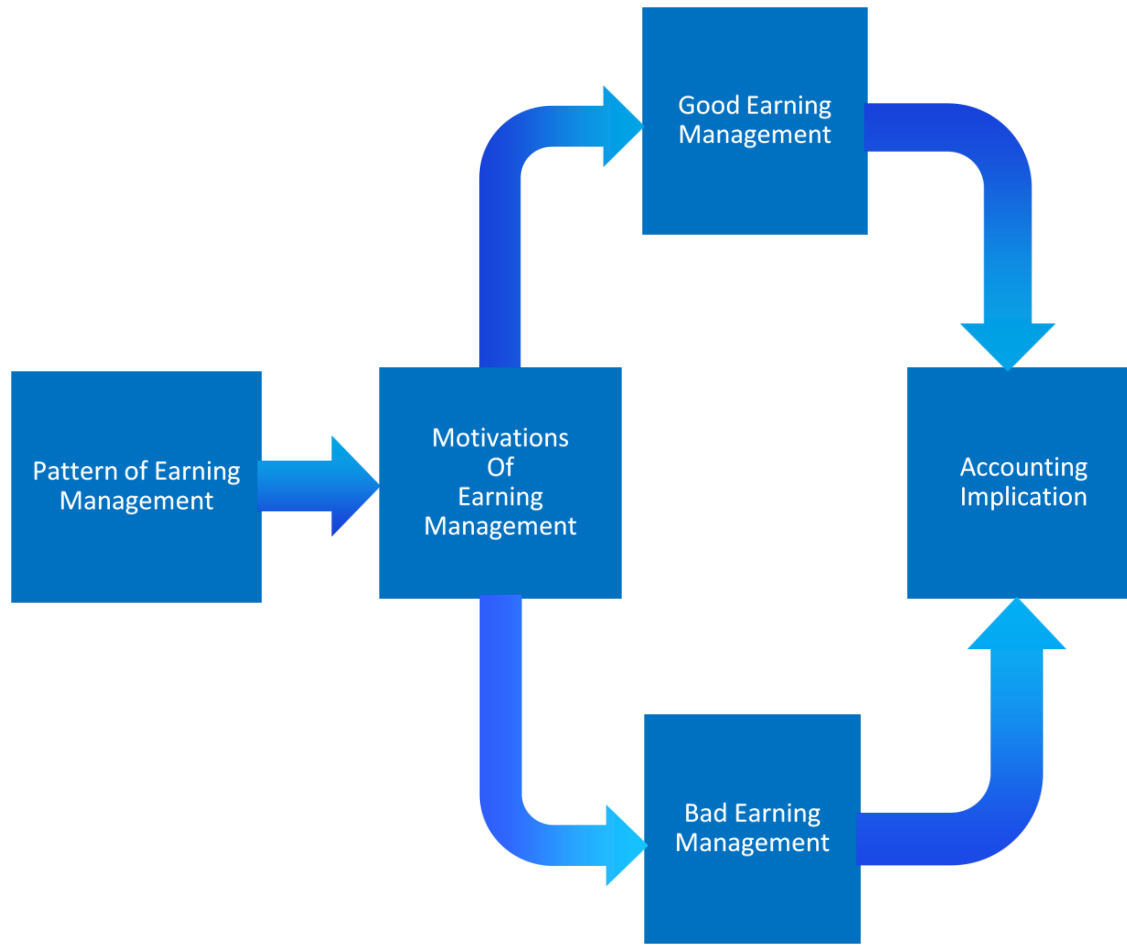 Good Earning
Management
Pattern of Earning
Management
Motivations
Of
Earning
Management
Accounting
Implication
Bad Earning
Management